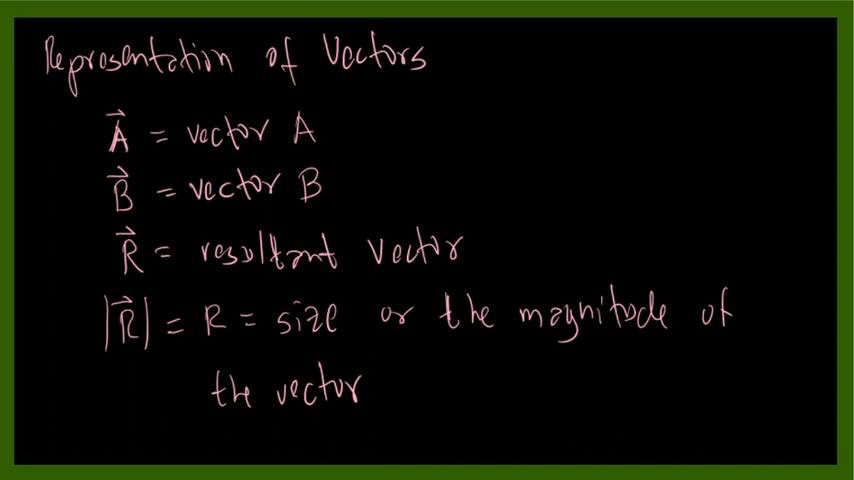 Representation of Vectors
A⃗ = vector A
B⃗ = vector B
R⃗ = resultant vector
|R⃗| = R = size or the magnitude of
the vector